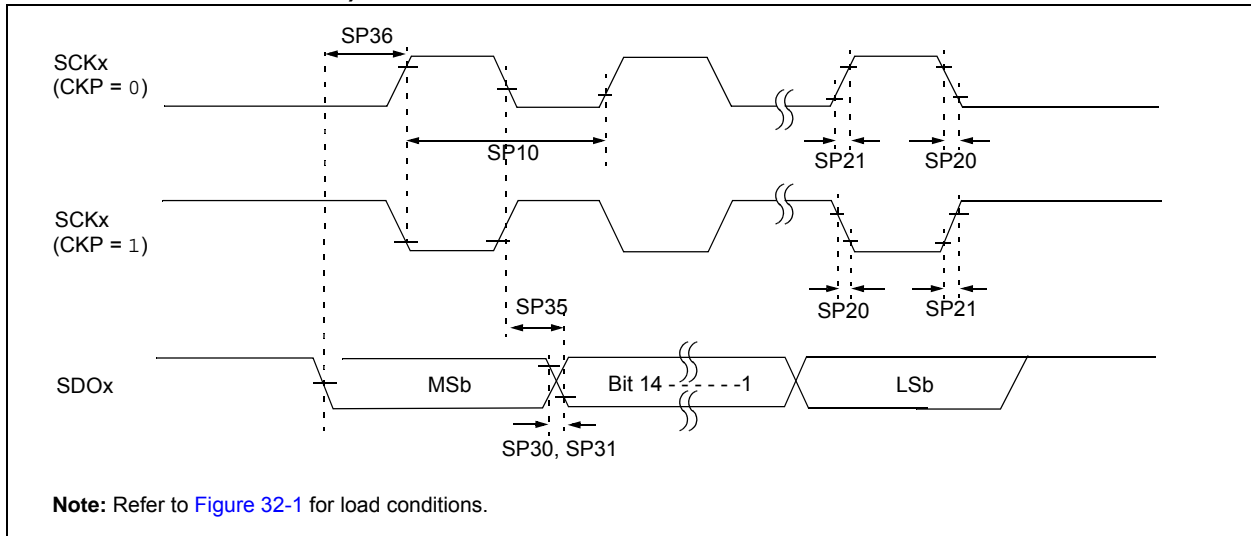 SP36
SCKx
(CKP = 0)
SP10
SP21
SP20
SCKx
(CKP = 1)
SP35
SP20
SP21
SDOx
MSb
Bit 14 - - - - - -1
LSb
SP30, SP31
Note: Refer to Figure 32-1 for load conditions.